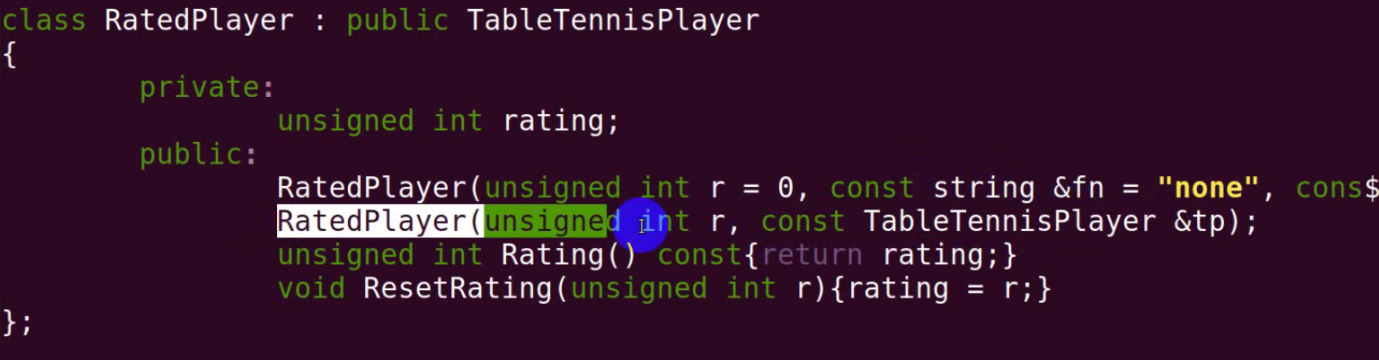 class RatedPlayer : public TableTennisPlayer
{
private:
unsigned int rating;
public:
RatedPlayer(unsigned int r = 0, const string &fn = "none", cons$
RatedPlayer(unsigned int r, const TableTennisPlayer &tp);
unsigned int Rating() const{return rating;}
void ResetRating(unsigned int r){rating = r;}
};